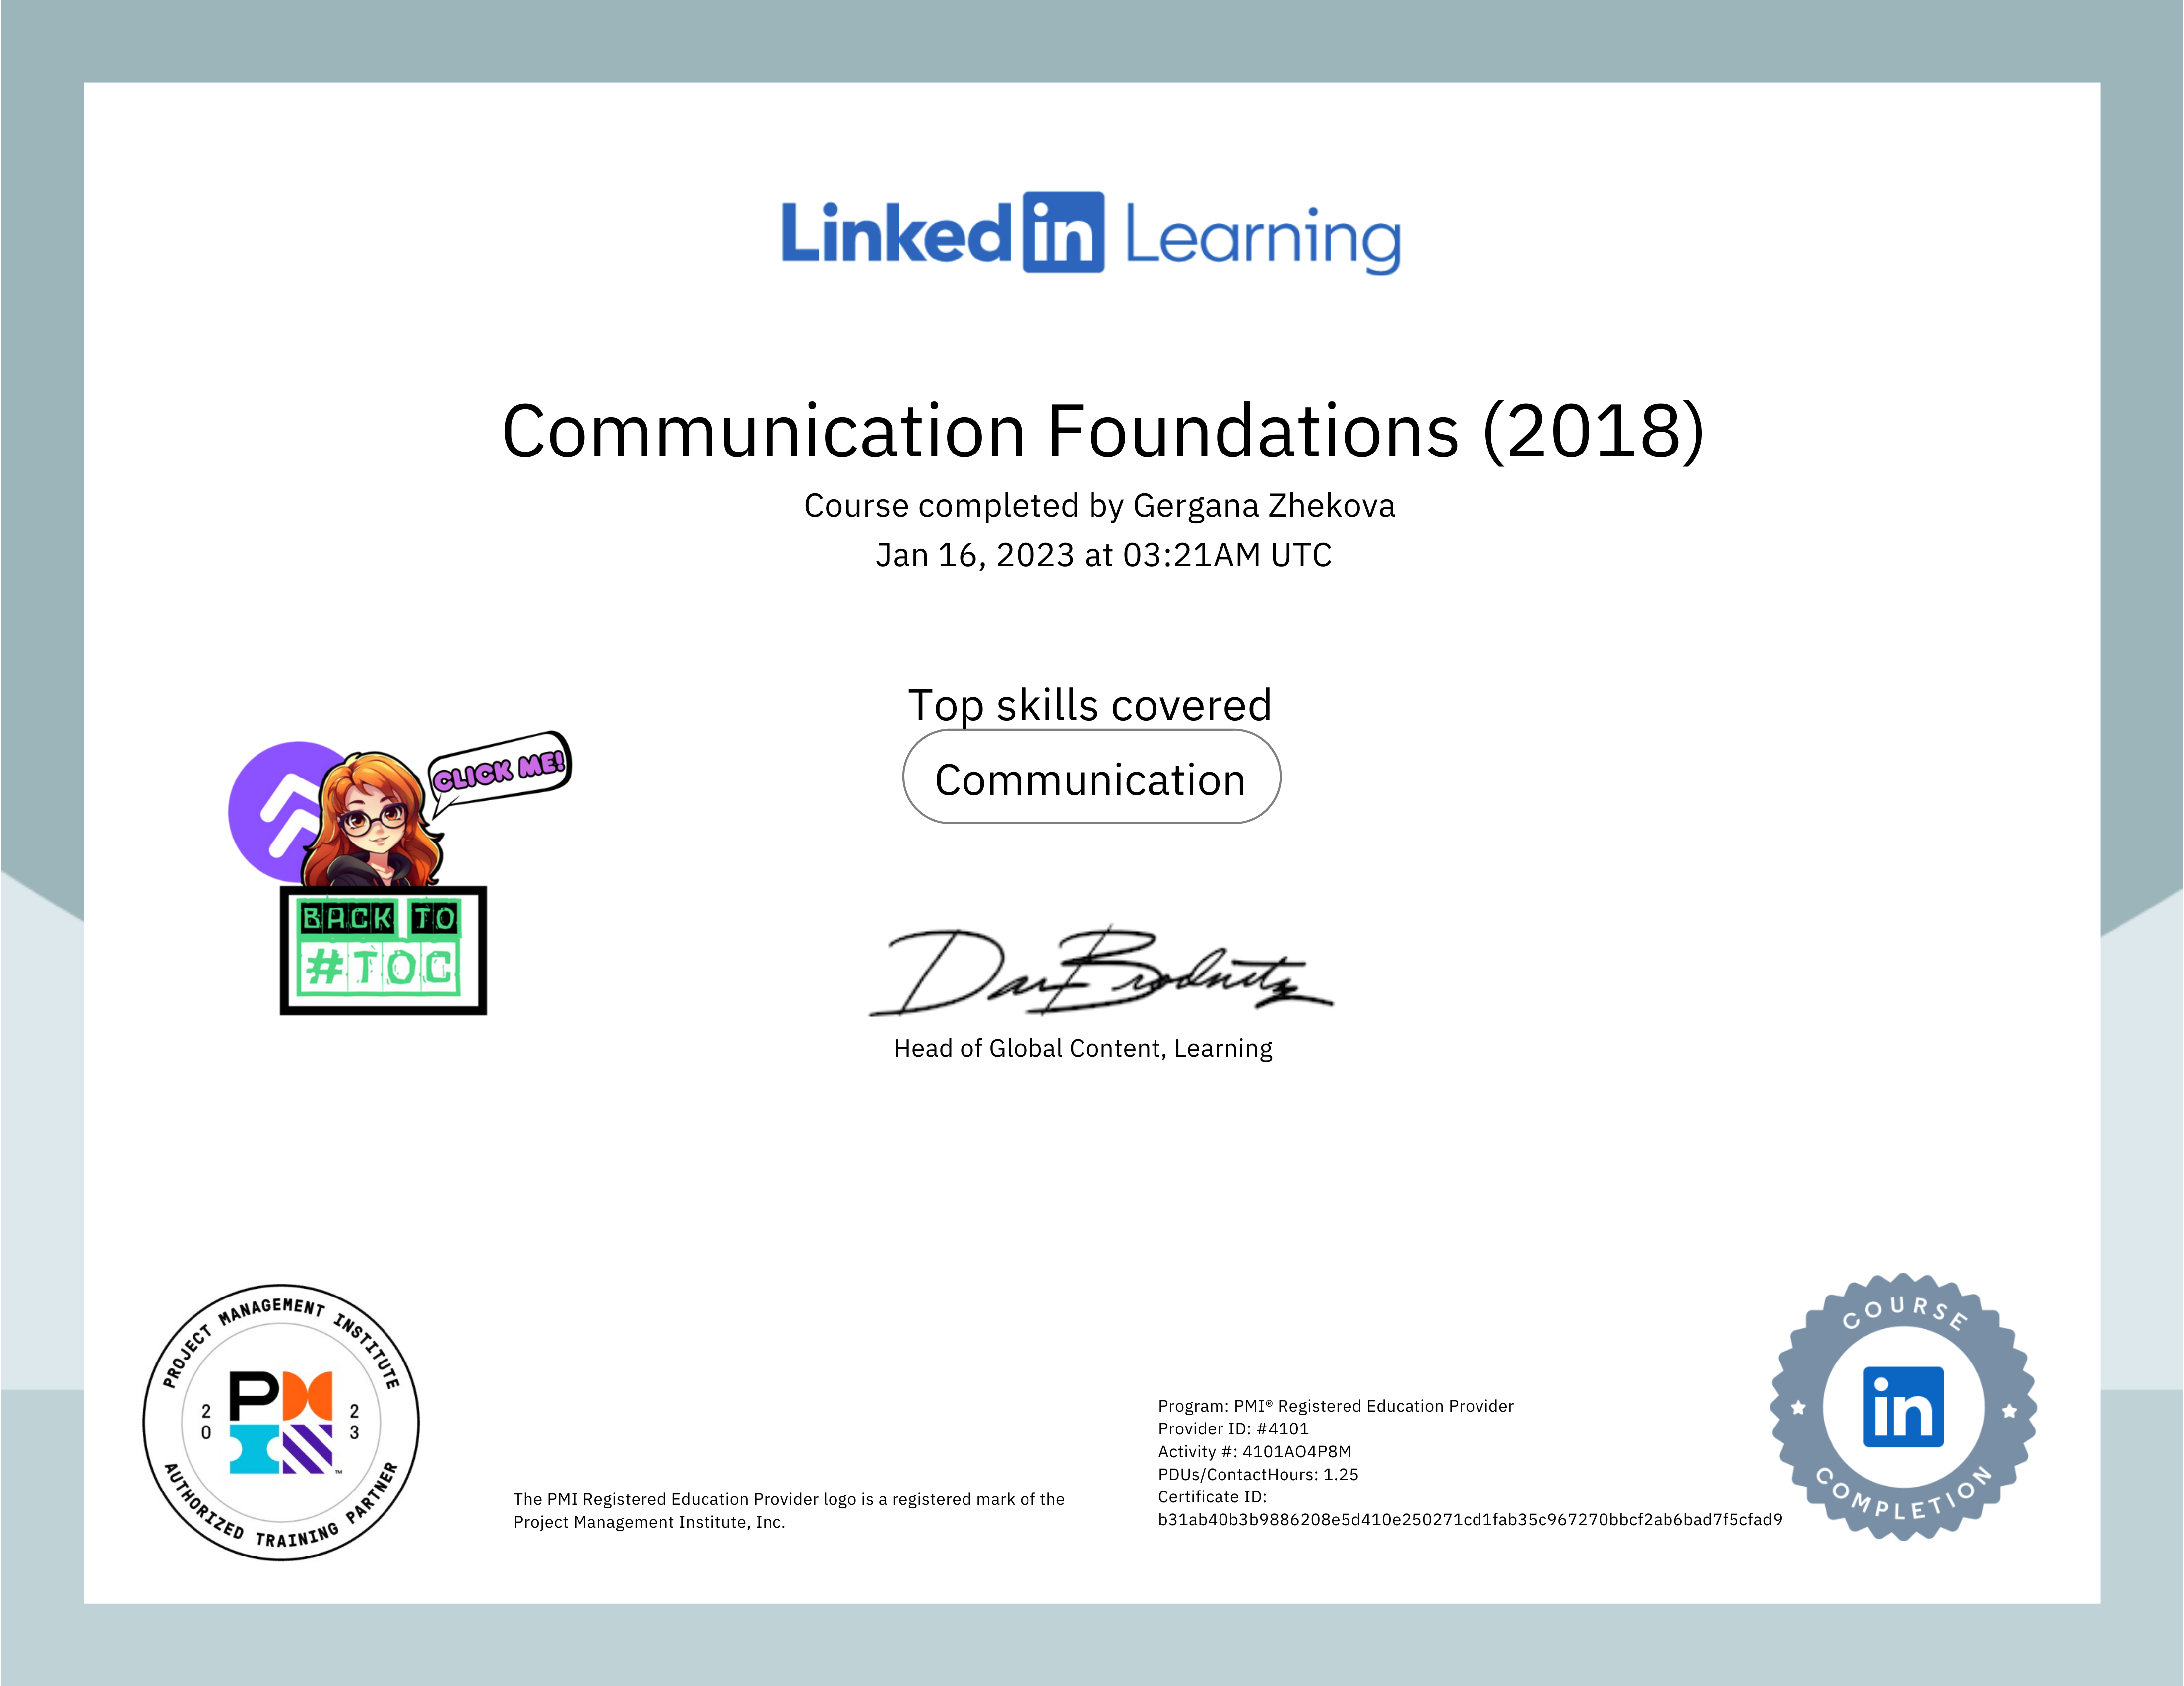 Linked in Learning
Communication Foundations (2018)
Course completed by Gergana Zhekova
Jan 16, 2023 at 03:21AM UTC
Top skills covered
Communication
CLICK ME!
BACK TO
#TOC
Head of Global Content, Learning
PROJECT MANAGEMENT INSTITUTE
2 0 2 3
PM
AUTHORIZED TRAINING PARTNER
The PMI Registered Education Provider logo is a registered mark of the
Project Management Institute, Inc.
Program: PMI® Registered Education Provider
Provider ID: #4101
Activity #: 4101AO4P8M
PDUs/ContactHours: 1.25
Certificate ID:
b31ab40b3b9886208e5d410e250271cd1fab35c967270bbcf2ab6bad7f5cfad9
COURSE
in
COMPLETION